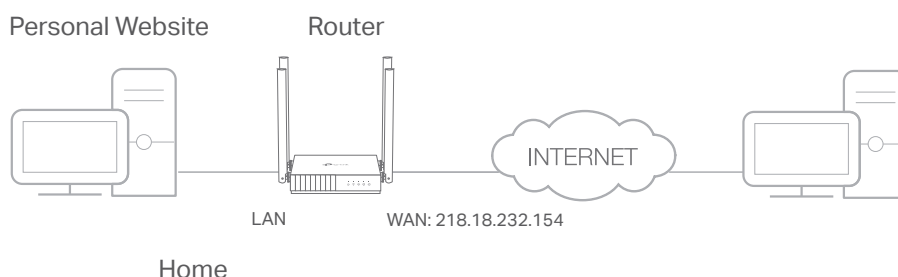 Personal Website
Router
INTERNET
LAN
WAN: 218.18.232.154
Home